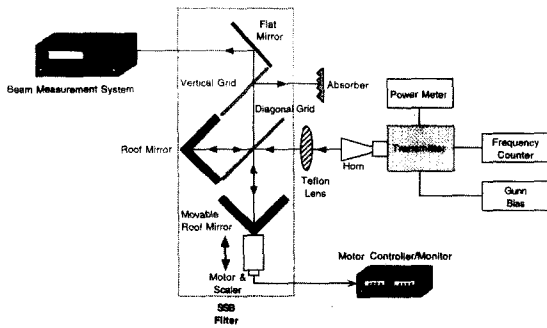 Flat
Mirror
Beam Measurement System
Vertical Grid
Absorber
Power Meter
Diagonal Grid
Roof Mirror
Transmitter
Frequency
Counter
Horn
Teflon
Lens
Gunn
Bias
Movable
Roof Mirror
Motor &
Scaler
Motor Controller/Monitor
SSB
Filter